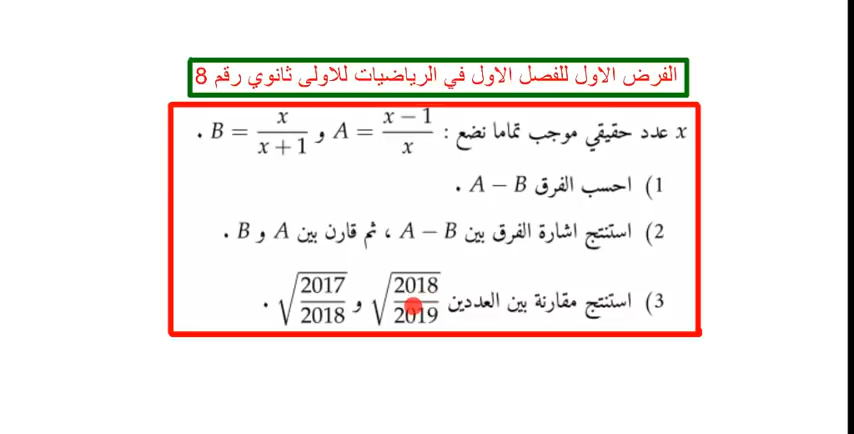 الفرض الاول للفصل الاول في الرياضيات للاولى ثانوي رقم 8
x عدد حقيقي موجب تماما نضع : A = (x − 1)/x و B = x/(x + 1) .
1) احسب الفرق A − B .
2) استنتج اشارة الفرق بين A − B ، ثم قارن بين A و B .
3) استنتج مقارنة بين العددين √(2018/2019) و √(2017/2018) .